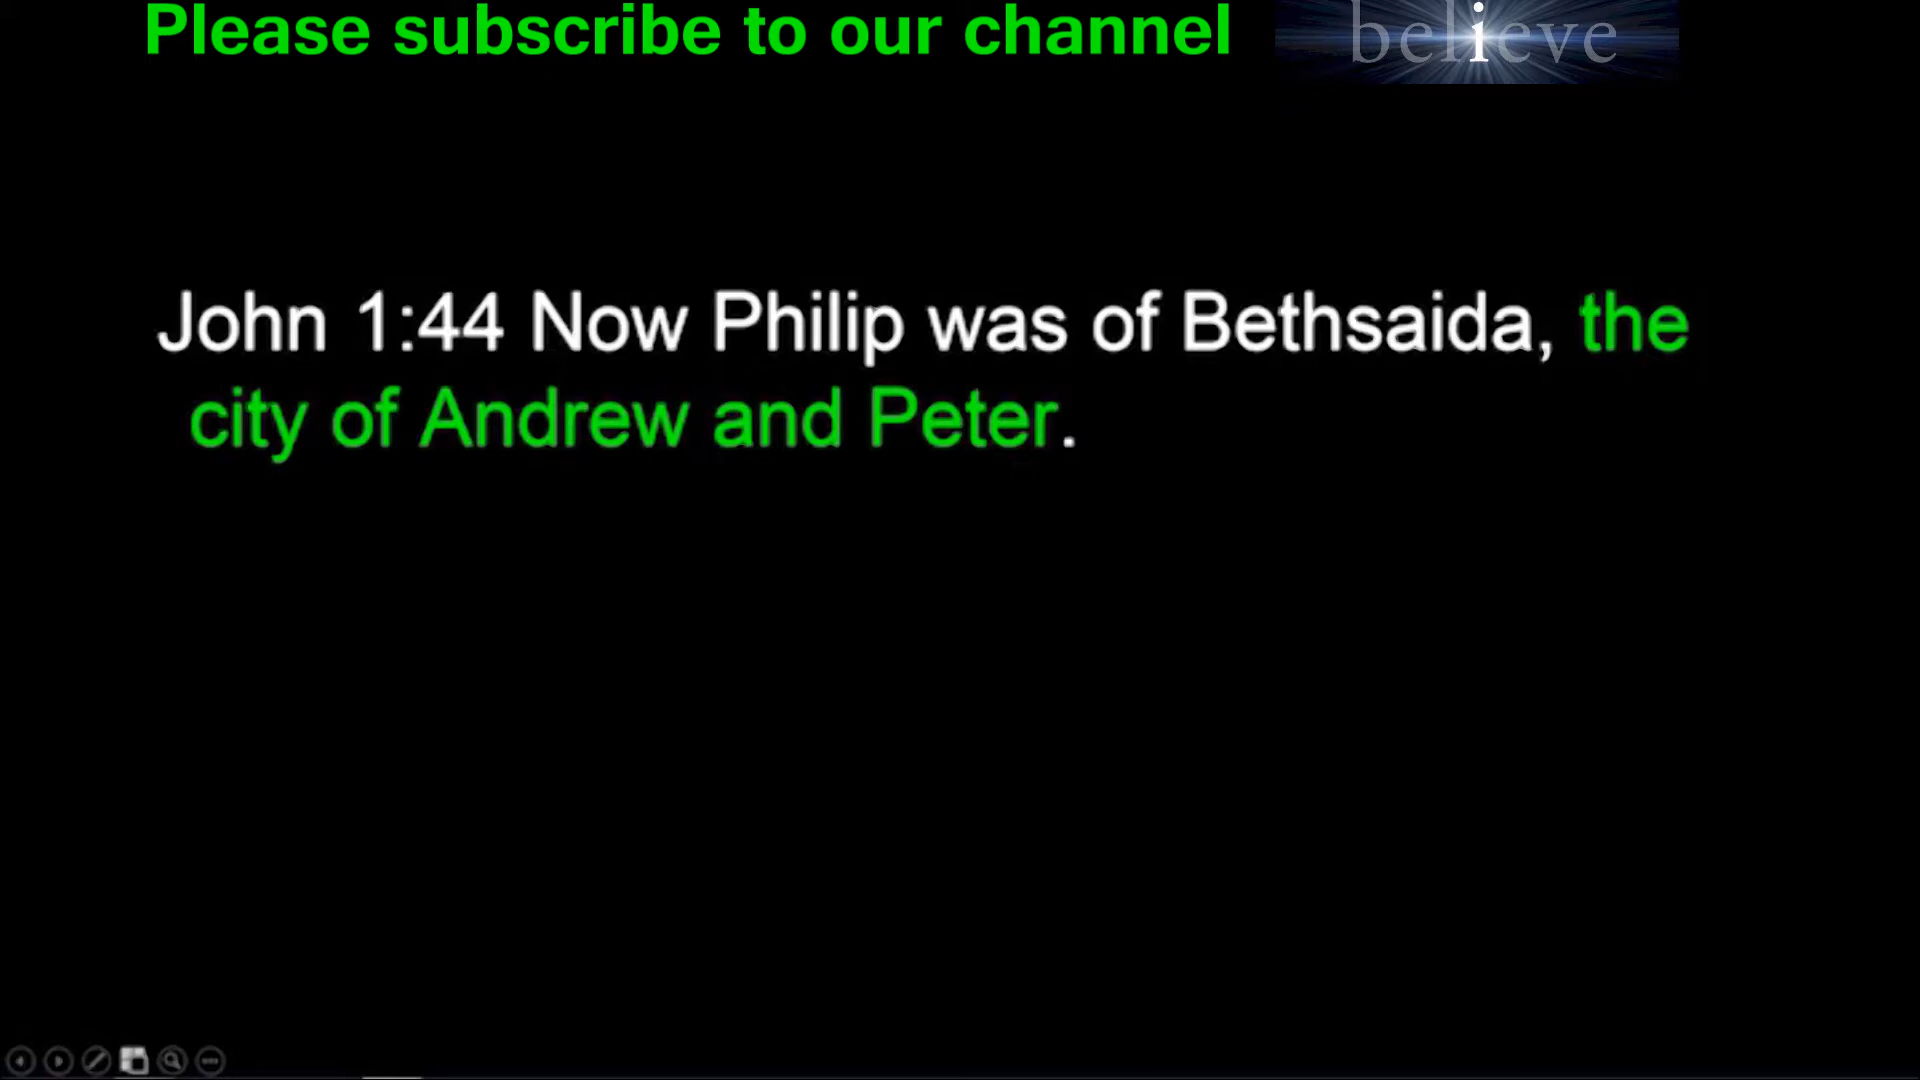 Please subscribe to our channel
believe
John 1:44 Now Philip was of Bethsaida, the
city of Andrew and Peter.